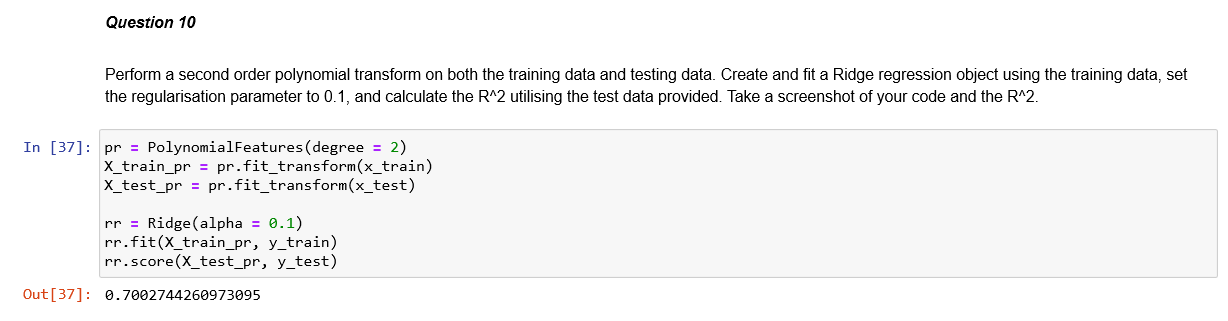 Question 10
Perform a second order polynomial transform on both the training data and testing data. Create and fit a Ridge regression object using the training data, set
the regularisation parameter to 0.1, and calculate the R^2 utilising the test data provided. Take a screenshot of your code and the R^2.
In [37]: pr = PolynomialFeatures(degree = 2)
X_train_pr = pr.fit_transform(x_train)
X_test_pr = pr.fit_transform(x_test)
rr = Ridge(alpha = 0.1)
rr.fit(X_train_pr, y_train)
rr.score(X_test_pr, y_test)
Out[37]: 0.7002744260973095